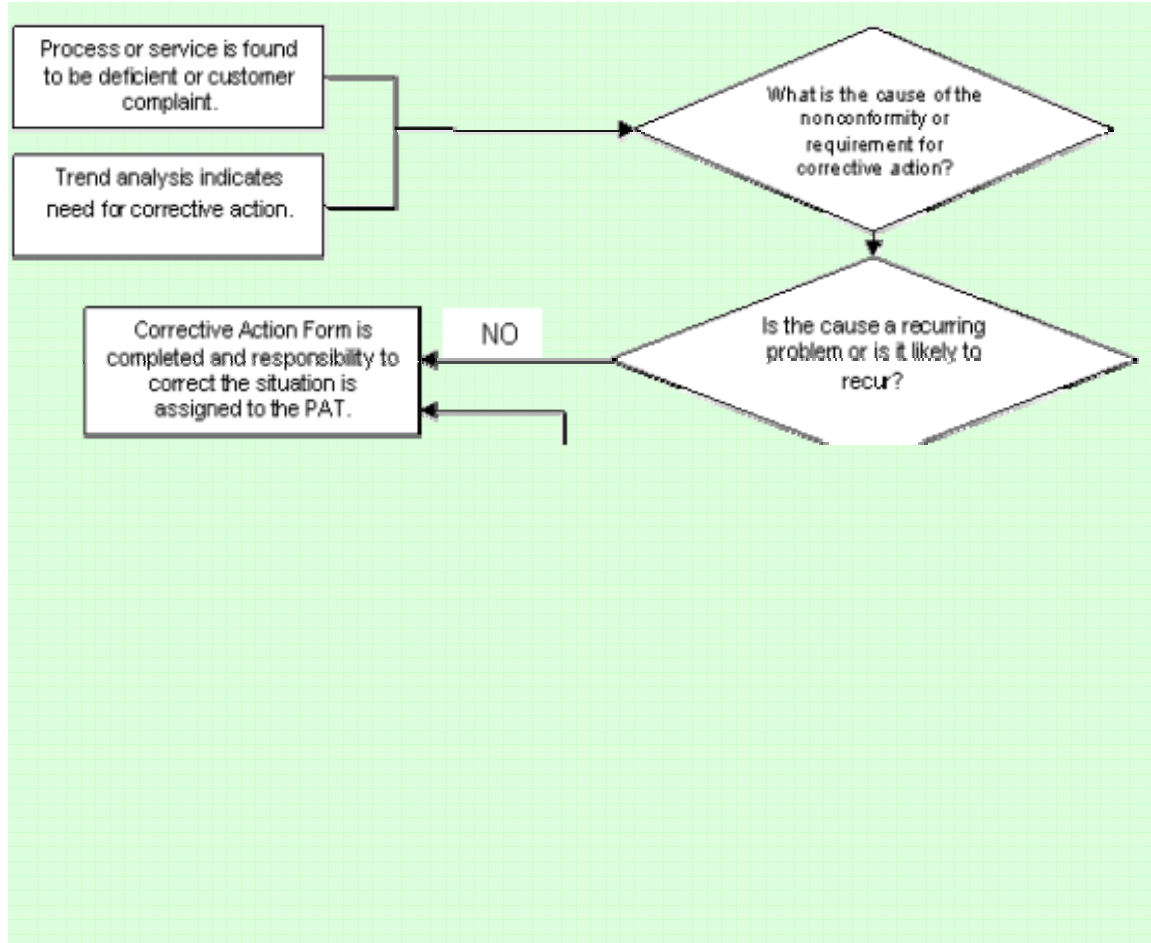 Process or service is found
to be deficient or customer
complaint.
What is the cause of the
nonconformity or
requirement for
corrective action?
Trend analysis indicates
need for corrective action.
Is the cause a recurring
problem or is it likely to
recur?
NO
Corrective Action Form is
completed and responsibility to
correct the situation is
assigned to the PAT.